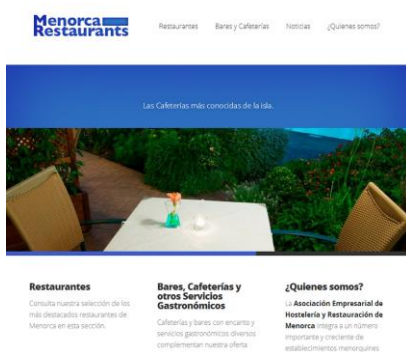 Menorca
Restaurants
Restaurantes
Bares y Cafeterías
Noticias
¿Quienes somos?
Las Cafeterías más conocidas de la isla.
Restaurantes
Consulta nuestra selección de los
más destacados restaurantes de
Menorca en esta sección.
Bares, Cafeterías y
otros Servicios
Gastronómicos
Cafeterías y bares con encanto y
servicios gastronómicos diversos
complementan nuestra oferta
¿Quienes somos?
La Asociación Empresarial de
Hostelería y Restauración de
Menorca integra a un número
importante y creciente de
establecimientos menorquines